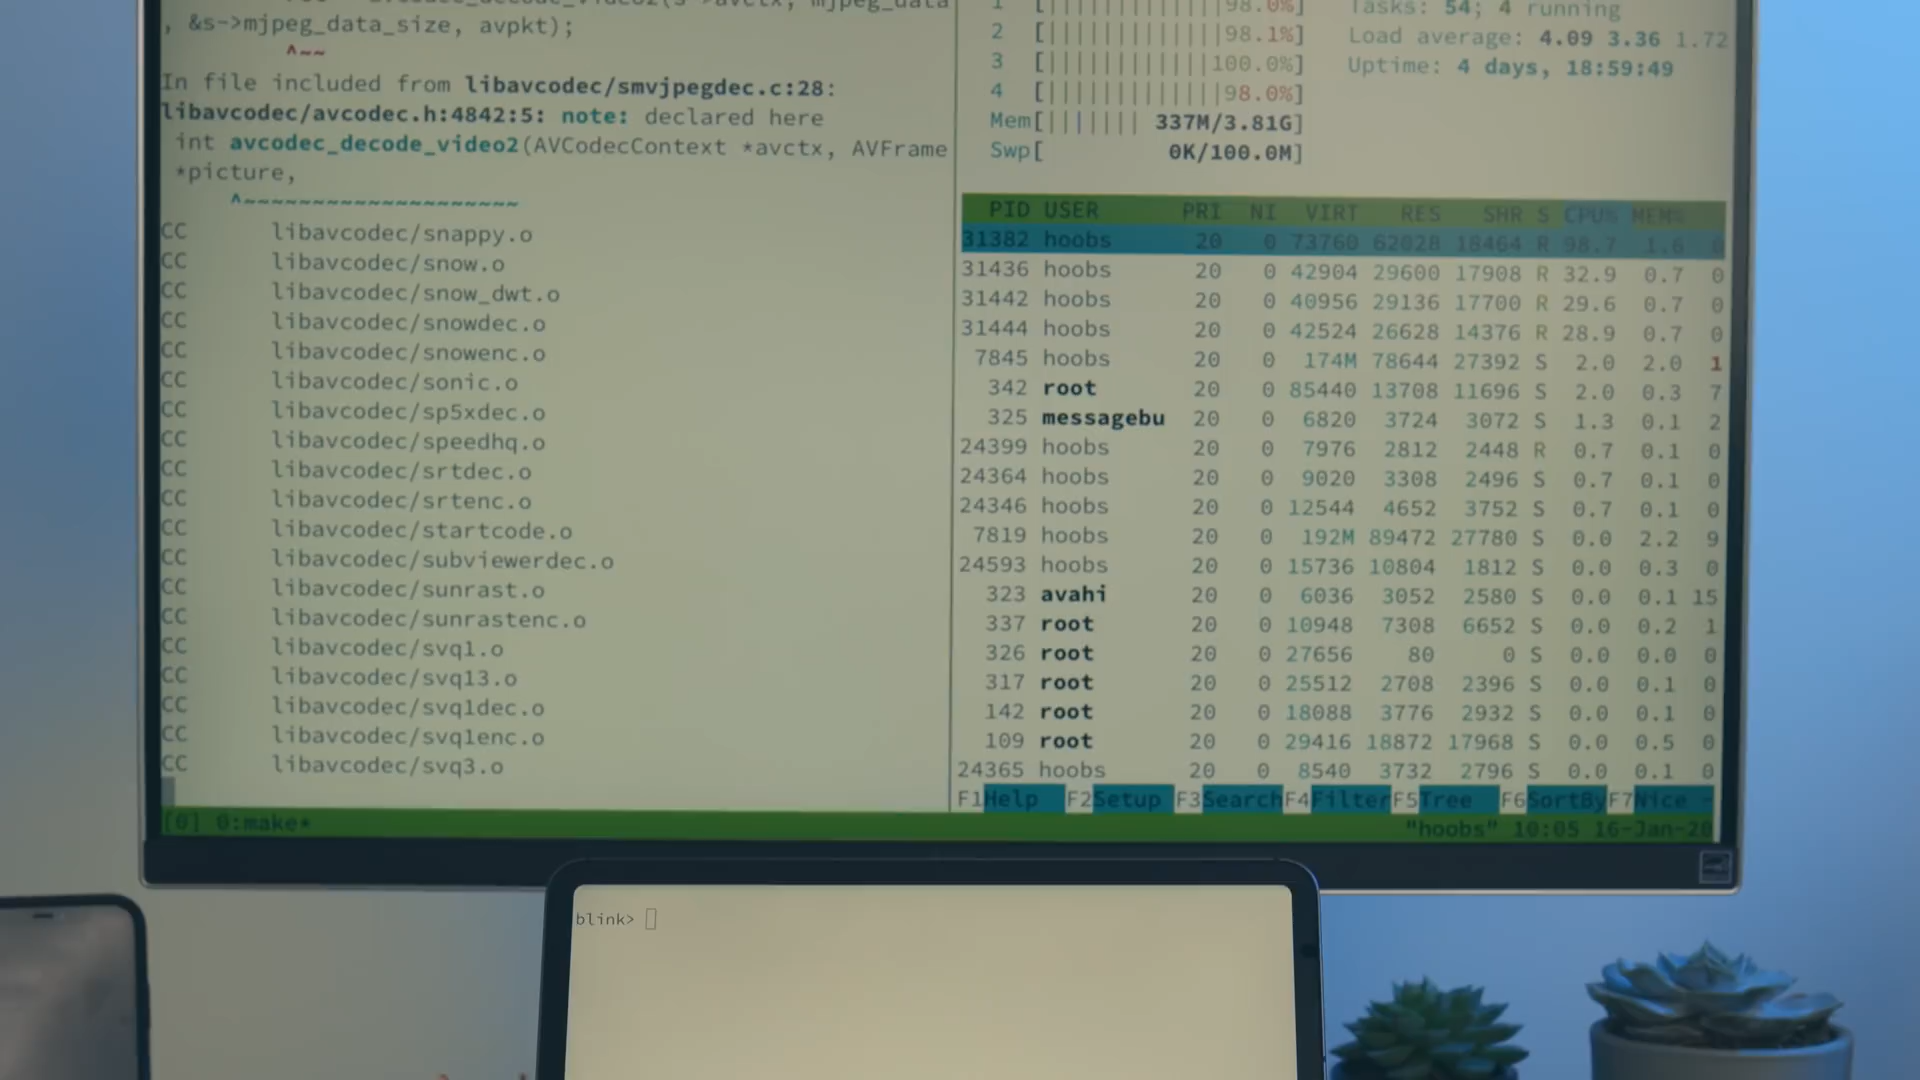 , &s->mjpeg_data_size, avpkt);
^~~
In file included from libavcodec/smvjpegdec.c:28:
libavcodec/avcodec.h:4842:5: note: declared here
int avcodec_decode_video2(AVCodecContext *avctx, AVFrame
*picture,
^~~~~~~~~~~~~~~~~~~~~
CC libavcodec/snappy.o
CC libavcodec/snow.o
CC libavcodec/snow_dwt.o
CC libavcodec/snowdec.o
CC libavcodec/snowenc.o
CC libavcodec/sonic.o
CC libavcodec/sp5xdec.o
CC libavcodec/speedhq.o
CC libavcodec/srtdec.o
CC libavcodec/srtenc.o
CC libavcodec/startcode.o
CC libavcodec/subviewerdec.o
CC libavcodec/sunrast.o
CC libavcodec/sunrastenc.o
CC libavcodec/svq1.o
CC libavcodec/svq13.o
CC libavcodec/svq1dec.o
CC libavcodec/svq1enc.o
CC libavcodec/svq3.o
[0] 0:make*
1 [||||||||||||||98.0%]
2 [|||||||||||||98.1%]
3 [||||||||||||100.0%]
4 [|||||||||||||98.0%]
Mem[||||||| 337M/3.81G]
Swp[ 0K/100.0M]
Tasks: 54; 4 running
Load average: 4.09 3.36 1.72
Uptime: 4 days, 18:59:49
PID USER PRI NI VIRT RES SHR S CPU% MEM%
31382 hoobs 20 0 73760 62028 18464 R 98.7 1.6 0
31436 hoobs 20 0 42904 29600 17908 R 32.9 0.7 0
31442 hoobs 20 0 40956 29136 17700 R 29.6 0.7 0
31444 hoobs 20 0 42524 26628 14376 R 28.9 0.7 0
7845 hoobs 20 0 174M 78644 27392 S 2.0 2.0 1
342 root 20 0 85440 13708 11696 S 2.0 0.3 7
325 messagebu 20 0 6820 3724 3072 S 1.3 0.1 2
24399 hoobs 20 0 7976 2812 2448 R 0.7 0.1 0
24364 hoobs 20 0 9020 3308 2496 S 0.7 0.1 0
24346 hoobs 20 0 12544 4652 3752 S 0.7 0.1 0
7819 hoobs 20 0 192M 89472 27780 S 0.0 2.2 9
24593 hoobs 20 0 15736 10804 1812 S 0.0 0.3 0
323 avahi 20 0 6036 3052 2580 S 0.0 0.1 15
337 root 20 0 10948 7308 6652 S 0.0 0.2 1
326 root 20 0 27656 80 0 S 0.0 0.0 0
317 root 20 0 25512 2708 2396 S 0.0 0.1 0
142 root 20 0 18088 3776 2932 S 0.0 0.1 0
109 root 20 0 29416 18872 17968 S 0.0 0.5 0
24365 hoobs 20 0 8540 3732 2796 S 0.0 0.1 0
F1Help F2Setup F3SearchF4FilterF5Tree F6SortByF7Nice -
"hoobs" 10:05 16-Jan-20
blink>